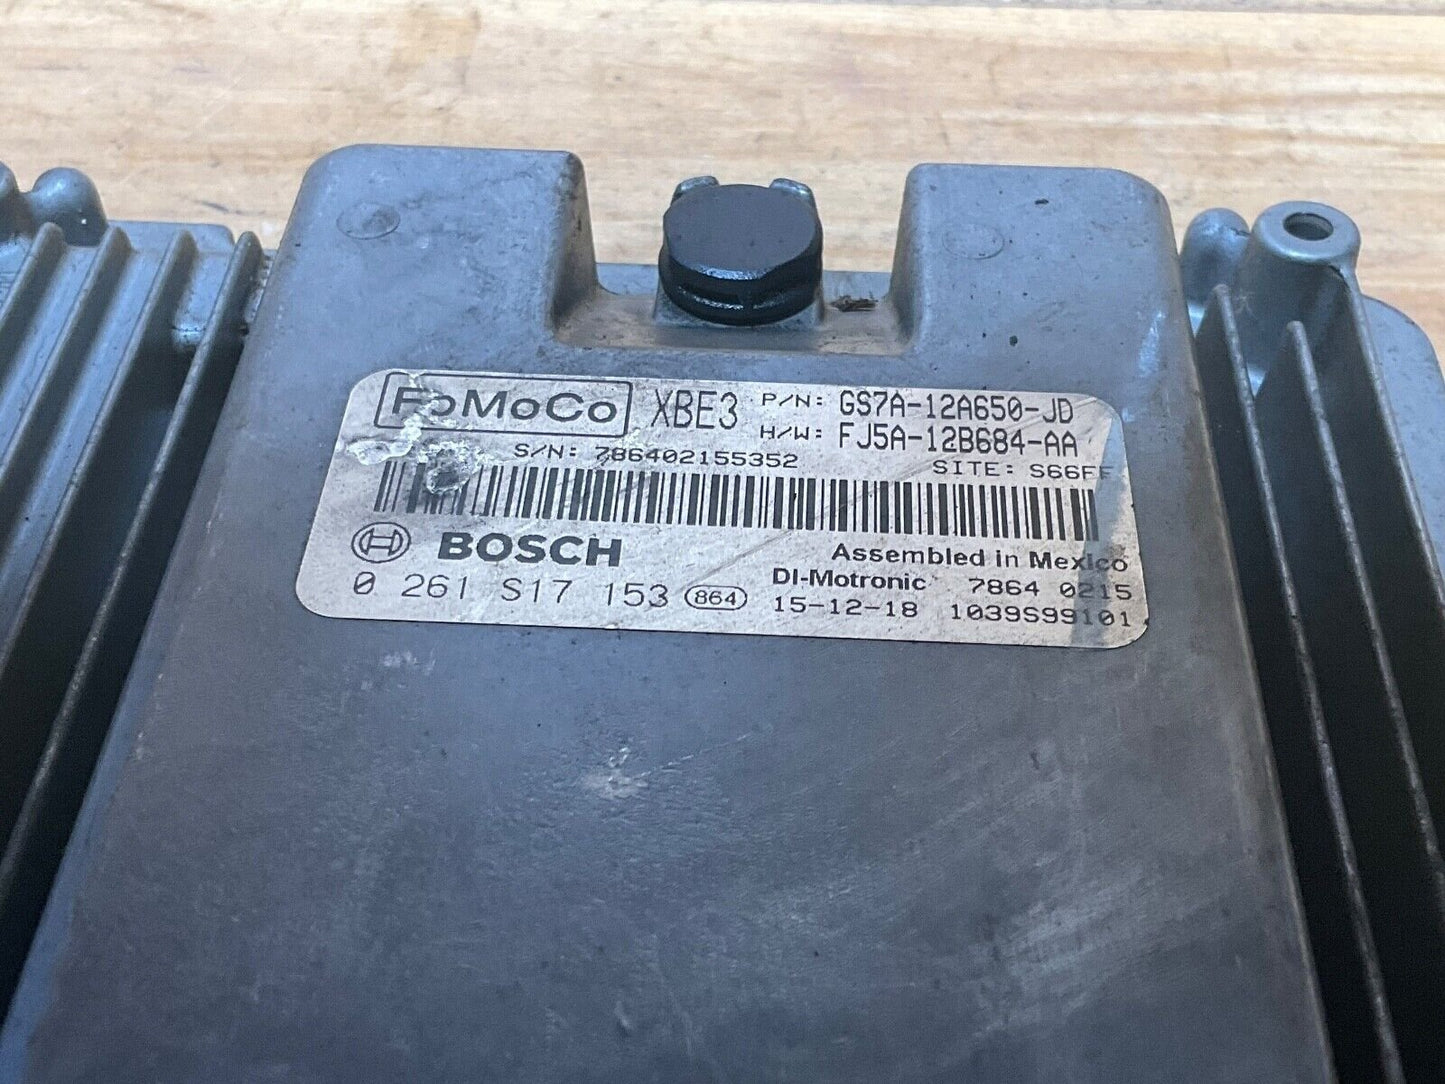 FoMoCo XBE3 P/N: GS7A-12A650-JD
H/W: FJ5A-12B684-AA
S/N: 786402155352 SITE: S66FF
BOSCH Assembled in Mexico
DI-Motronic 7864 0215
0 261 S17 153 864 15-12-18 1039S99101